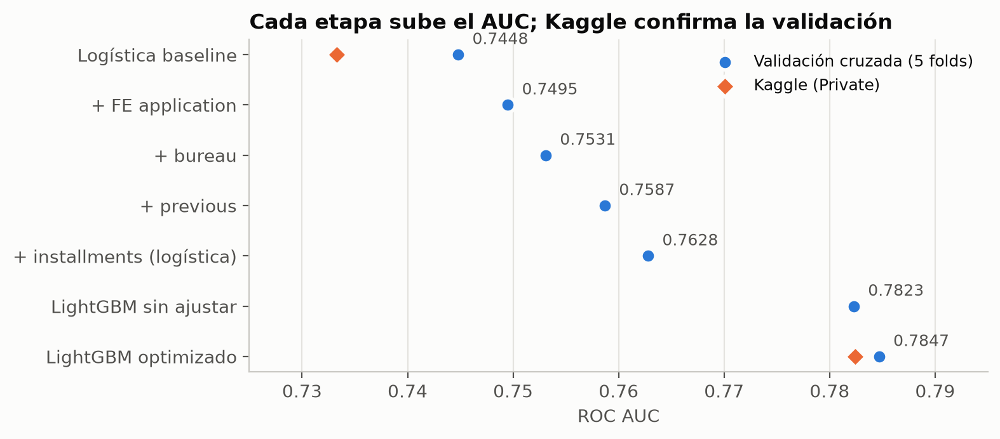 Cada etapa sube el AUC; Kaggle confirma la validación
Logística baseline
0.7448
Validación cruzada (5 folds)
Kaggle (Private)
+ FE application
0.7495
+ bureau
0.7531
+ previous
0.7587
+ installments (logística)
0.7628
LightGBM sin ajustar
0.7823
LightGBM optimizado
0.7847
0.73 0.74 0.75 0.76 0.77 0.78 0.79
ROC AUC